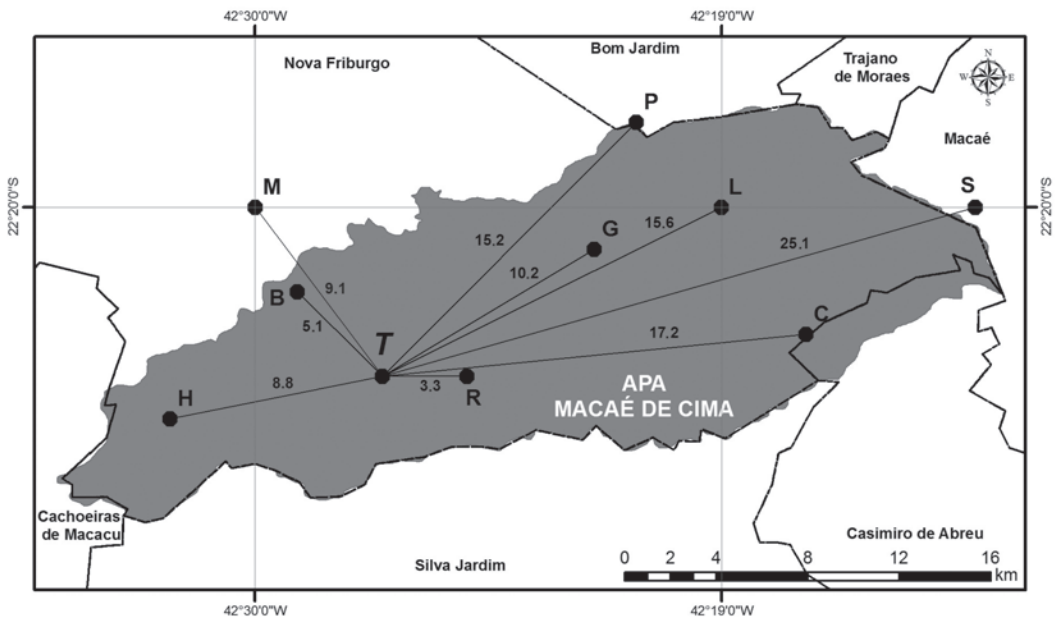 42°30'0"W 42°19'0"W
Nova Friburgo
Bom Jardim
Trajano
de Moraes
N
W E
S
Macaé
P
M
L
S
22°20'0"S
22°20'0"S
G
15.6
15.2
25.1
10.2
B
9.1
5.1
T
C
17.2
H
8.8
3.3
R
APA
MACAÉ DE CIMA
Cachoeiras
de Macacu
Silva Jardim
Casimiro de Abreu
0 2 4 8 12 16
km
42°30'0"W 42°19'0"W